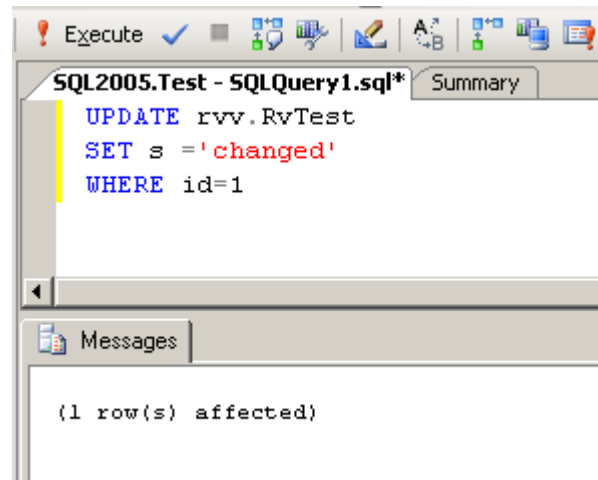 Execute
SQL2005.Test - SQLQuery1.sql* Summary
UPDATE rvv.RvTest
SET s ='changed'
WHERE id=1
Messages
(1 row(s) affected)